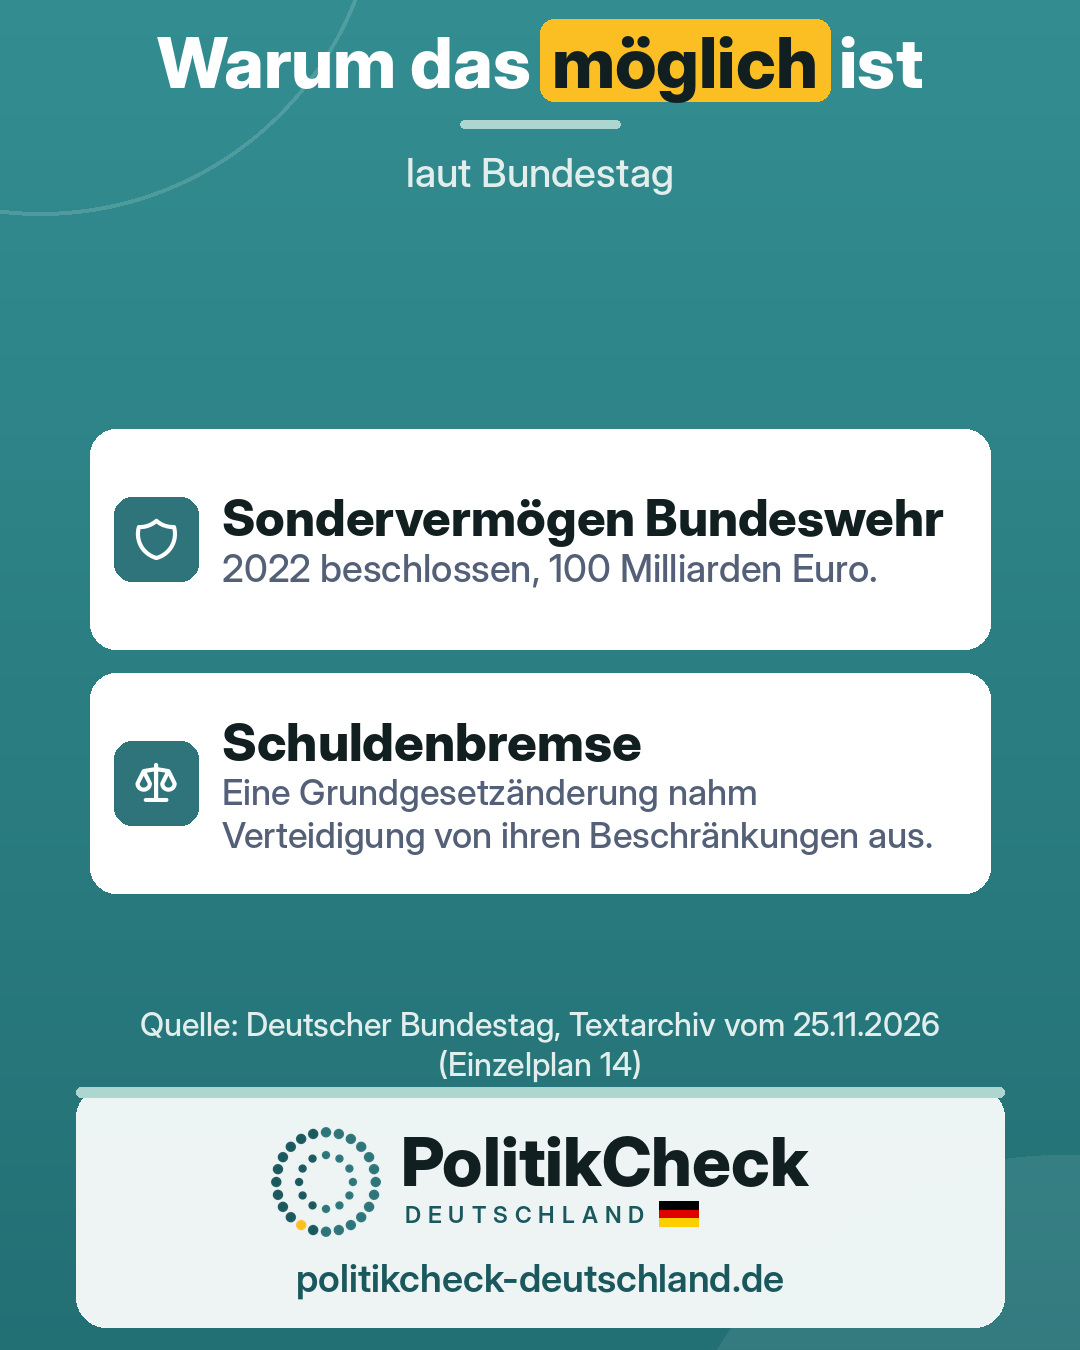 Warum das möglich ist
laut Bundestag
Sondervermögen Bundeswehr
2022 beschlossen, 100 Milliarden Euro.
Schuldenbremse
Eine Grundgesetzänderung nahm
Verteidigung von ihren Beschränkungen aus.
Quelle: Deutscher Bundestag, Textarchiv vom 25.11.2026
(Einzelplan 14)
PolitikCheck
DEUTSCHLAND
politikcheck-deutschland.de